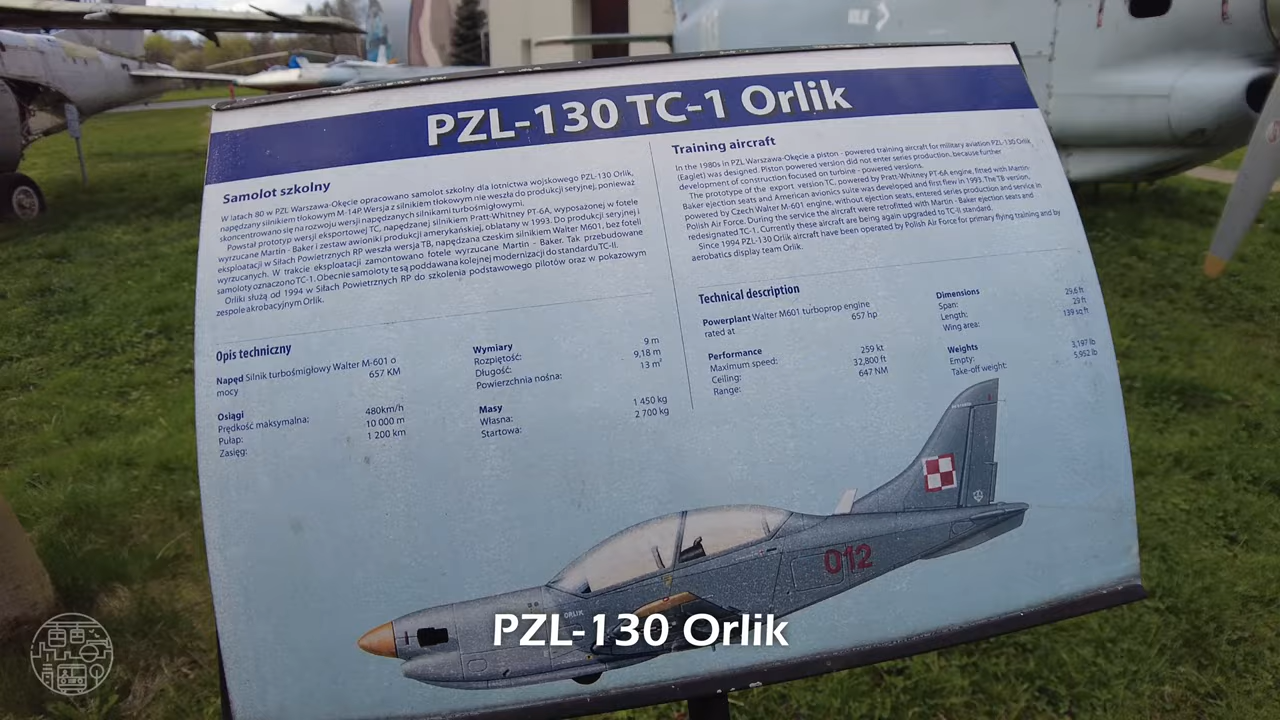 PZL-130 TC-1 Orlik
Samolot szkolny
W latach 80 w PZL Warszawa-Okęcie opracowano samolot szkolny dla lotnictwa wojskowego PZL-130 Orlik,
napędzany silnikiem tłokowym M-14P. Wersja z silnikiem tłokowym nie weszła do produkcji seryjnej, ponieważ
skoncentrowano się na rozwoju wersji napędzanych silnikami turbośmigłowymi.
Powstał prototyp wersji eksportowej TC, napędzanej silnikiem Pratt-Whitney PT-6A, wyposażonej w fotele
wyrzucane Martin - Baker i zestaw awioniki produkcji amerykańskiej, oblatany w 1993. Do produkcji seryjnej i
eksploatacji w Siłach Powietrznych RP weszła wersja TB, napędzana czeskim silnikiem Walter M601, bez foteli
wyrzucanych. W trakcie eksploatacji zamontowano fotele wyrzucane Martin - Baker. Tak przebudowane
samoloty oznaczono TC-1. Obecnie samoloty te są poddawana kolejnej modernizacji do standardu TC-II.
Orliki służą od 1994 w Siłach Powietrznych RP do szkolenia podstawowego pilotów oraz w pokazowym
zespole akrobacyjnym Orlik.
Training aircraft
In the 1980s in PZL Warszawa-Okęcie a piston - powered training aircraft for military aviation PZL-130 Orlik
(Eaglet) was designed. Piston powered version did not enter series production, because further
development of construction focused on turbine - powered versions.
The prototype of the export version TC, powered by Pratt-Whitney PT-6A engine, fitted with Martin-
Baker ejection seats and American avionics suite was developed and first flew in 1993. The TB version,
powered by Czech Walter M-601 engine, without ejection seats, entered series production and service in
Polish Air Force. During the service the aircraft were retrofitted with Martin - Baker ejection seats and
redesignated TC-1. Currently these aircraft are being again upgraded to TC-II standard.
Since 1994 PZL-130 Orlik aircraft have been operated by Polish Air Force for primary flying training and by
aerobatics display team Orlik.
Opis techniczny
Napęd Silnik turbośmigłowy Walter M-601 o
mocy 657 KM
Osiągi
Prędkość maksymalna: 480km/h
Pułap: 10 000 m
Zasięg: 1 200 km
Wymiary
Rozpiętość: 9 m
Długość: 9,18 m
Powierzchnia nośna: 13 m²
Masy
Własna: 1 450 kg
Startowa: 2 700 kg
Technical description
Powerplant Walter M601 turboprop engine
rated at 657 hp
Performance
Maximum speed: 259 kt
Ceiling: 32,800 ft
Range: 647 NM
Dimensions
Span: 29.6 ft
Length: 29 ft
Wing area: 139 sq ft
Weights
Empty: 3,197 lb
Take-off weight: 5,952 lb
012
ORLIK
PZL-130 Orlik